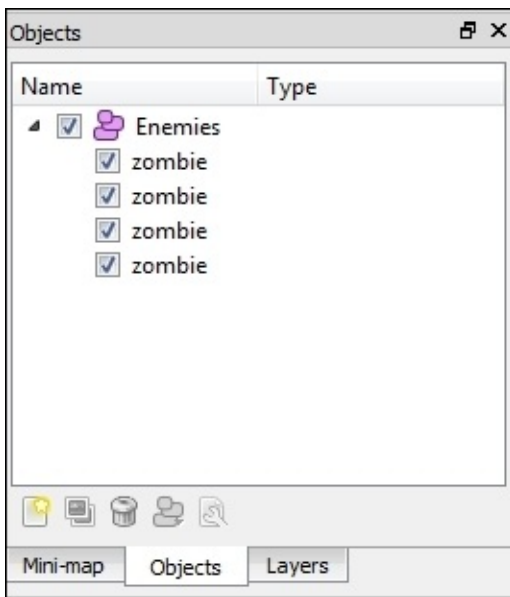 Objects
Name Type
Enemies
zombie
zombie
zombie
zombie
Mini-map Objects Layers